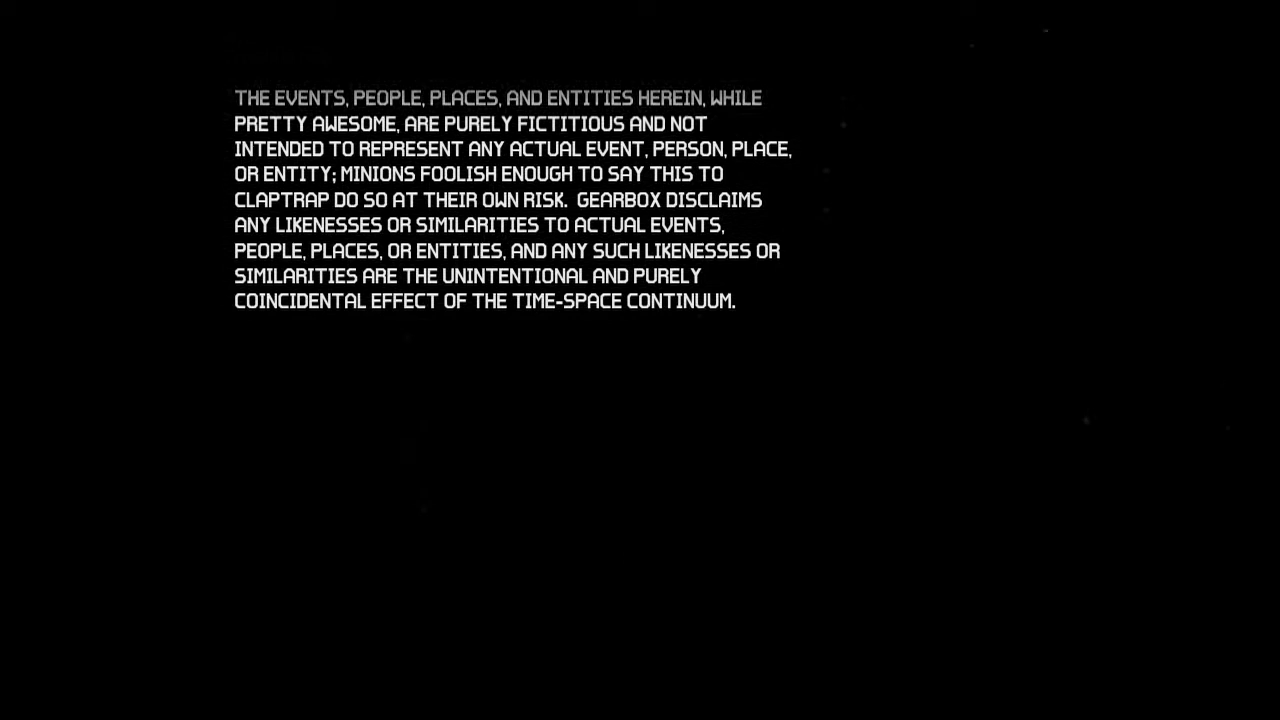 THE EVENTS, PEOPLE, PLACES, AND ENTITIES HEREIN, WHILE
PRETTY AWESOME, ARE PURELY FICTITIOUS AND NOT
INTENDED TO REPRESENT ANY ACTUAL EVENT, PERSON, PLACE,
OR ENTITY; MINIONS FOOLISH ENOUGH TO SAY THIS TO
CLAPTRAP DO SO AT THEIR OWN RISK.  GEARBOX DISCLAIMS
ANY LIKENESSES OR SIMILARITIES TO ACTUAL EVENTS,
PEOPLE, PLACES, OR ENTITIES, AND ANY SUCH LIKENESSES OR
SIMILARITIES ARE THE UNINTENTIONAL AND PURELY
COINCIDENTAL EFFECT OF THE TIME-SPACE CONTINUUM.